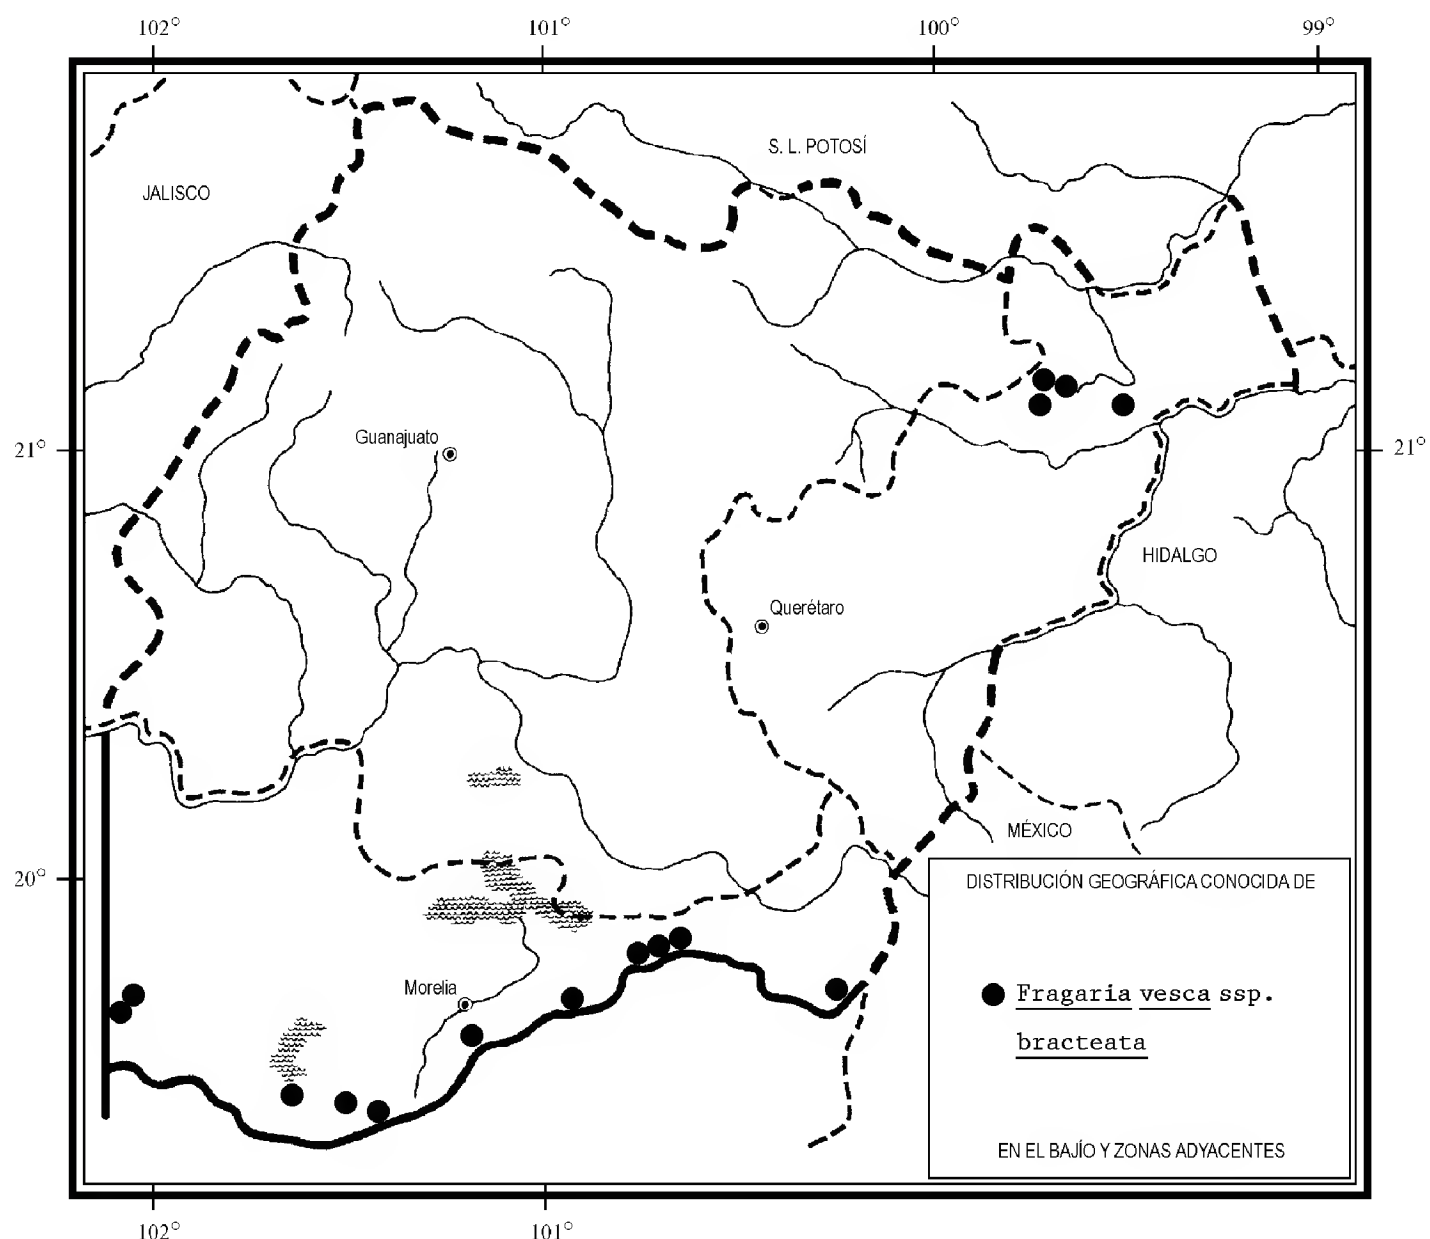 102° 101° 100° 99°
S. L. POTOSÍ
JALISCO
Guanajuato
21° 21°
HIDALGO
Querétaro
MÉXICO
20°
DISTRIBUCIÓN GEOGRÁFICA CONOCIDA DE
Morelia
Fragaria vesca ssp.
bracteata
EN EL BAJÍO Y ZONAS ADYACENTES
102° 101°